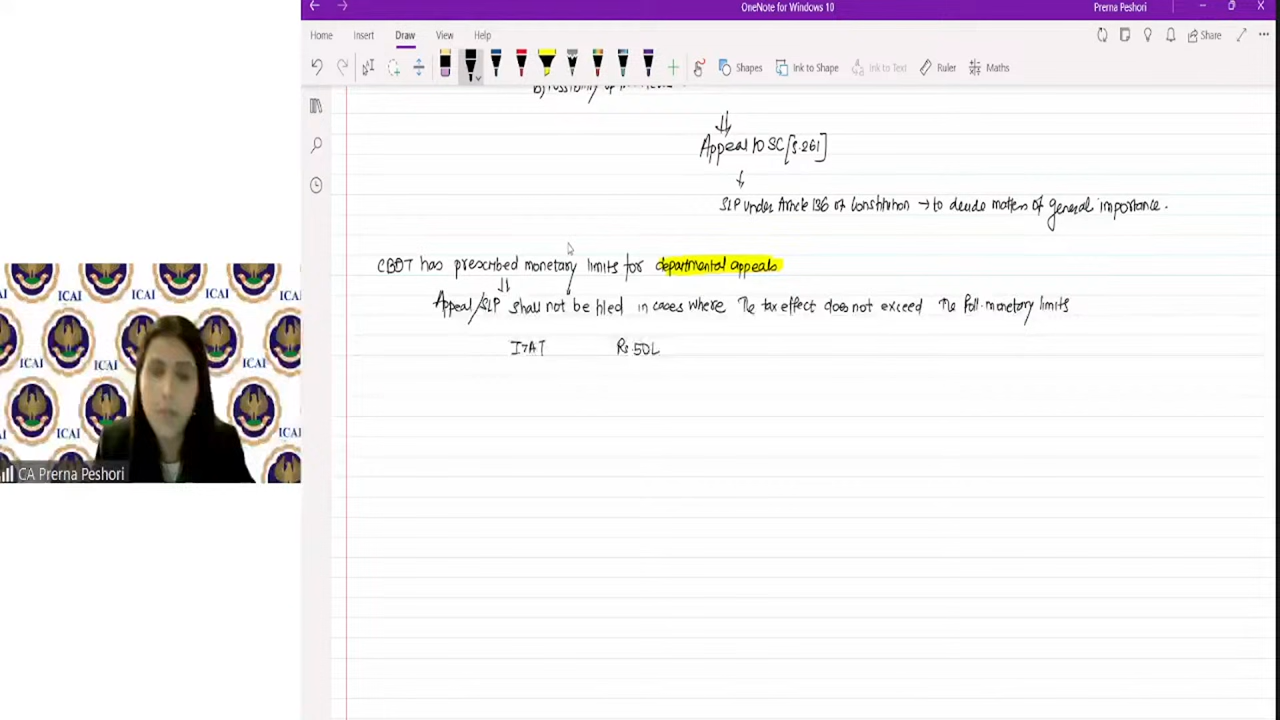 OneNote for Windows 10
Prerna Peshori
Home Insert Draw View Help
Share
Shapes Ink to Shape Ink to Text Ruler Maths
Appeal to SC [S.261]
SLP under Article 136 of Constitution → to decide matters of general importance.
CBDT has prescribed monetary limits for departmental appeals
Appeal/SLP shall not be filed in cases where the tax effect does not exceed the foll. monetary limits
ITAT Rs.50L
ICAI
ICAI
ICAI
CA Prerna Peshori